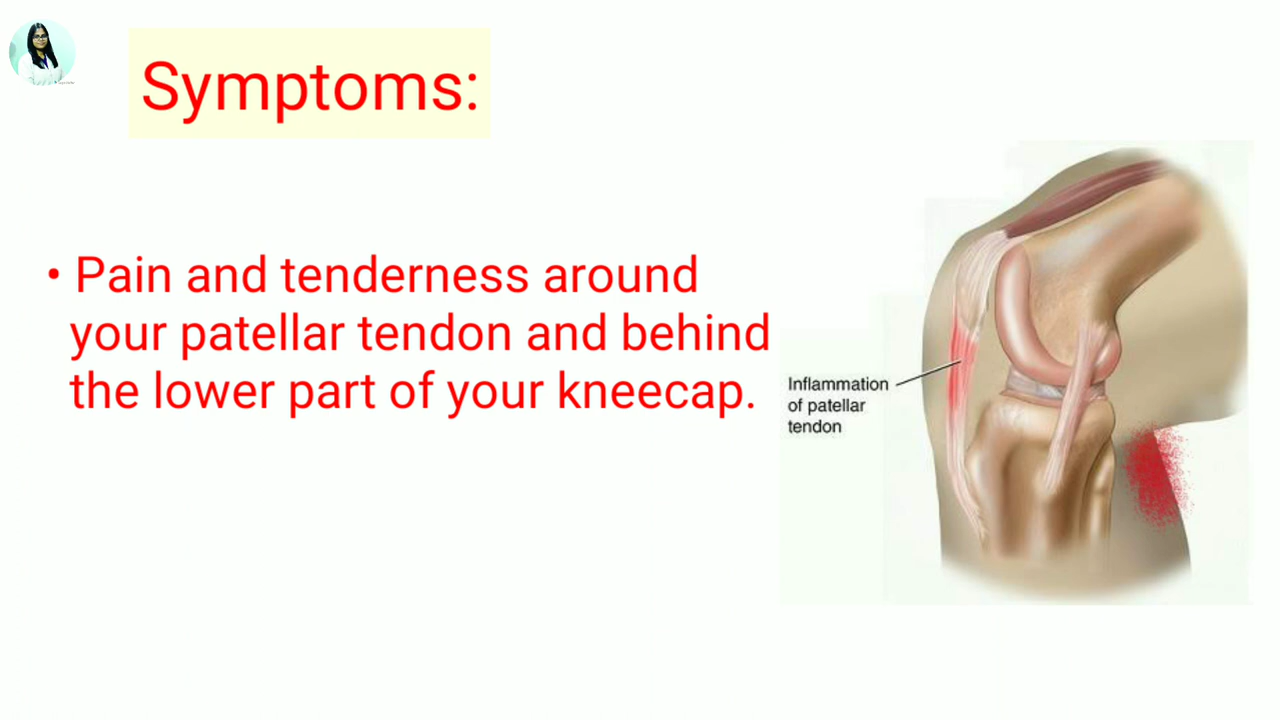 Symptoms:
• Pain and tenderness around
your patellar tendon and behind
the lower part of your kneecap.
Inflammation
of patellar
tendon